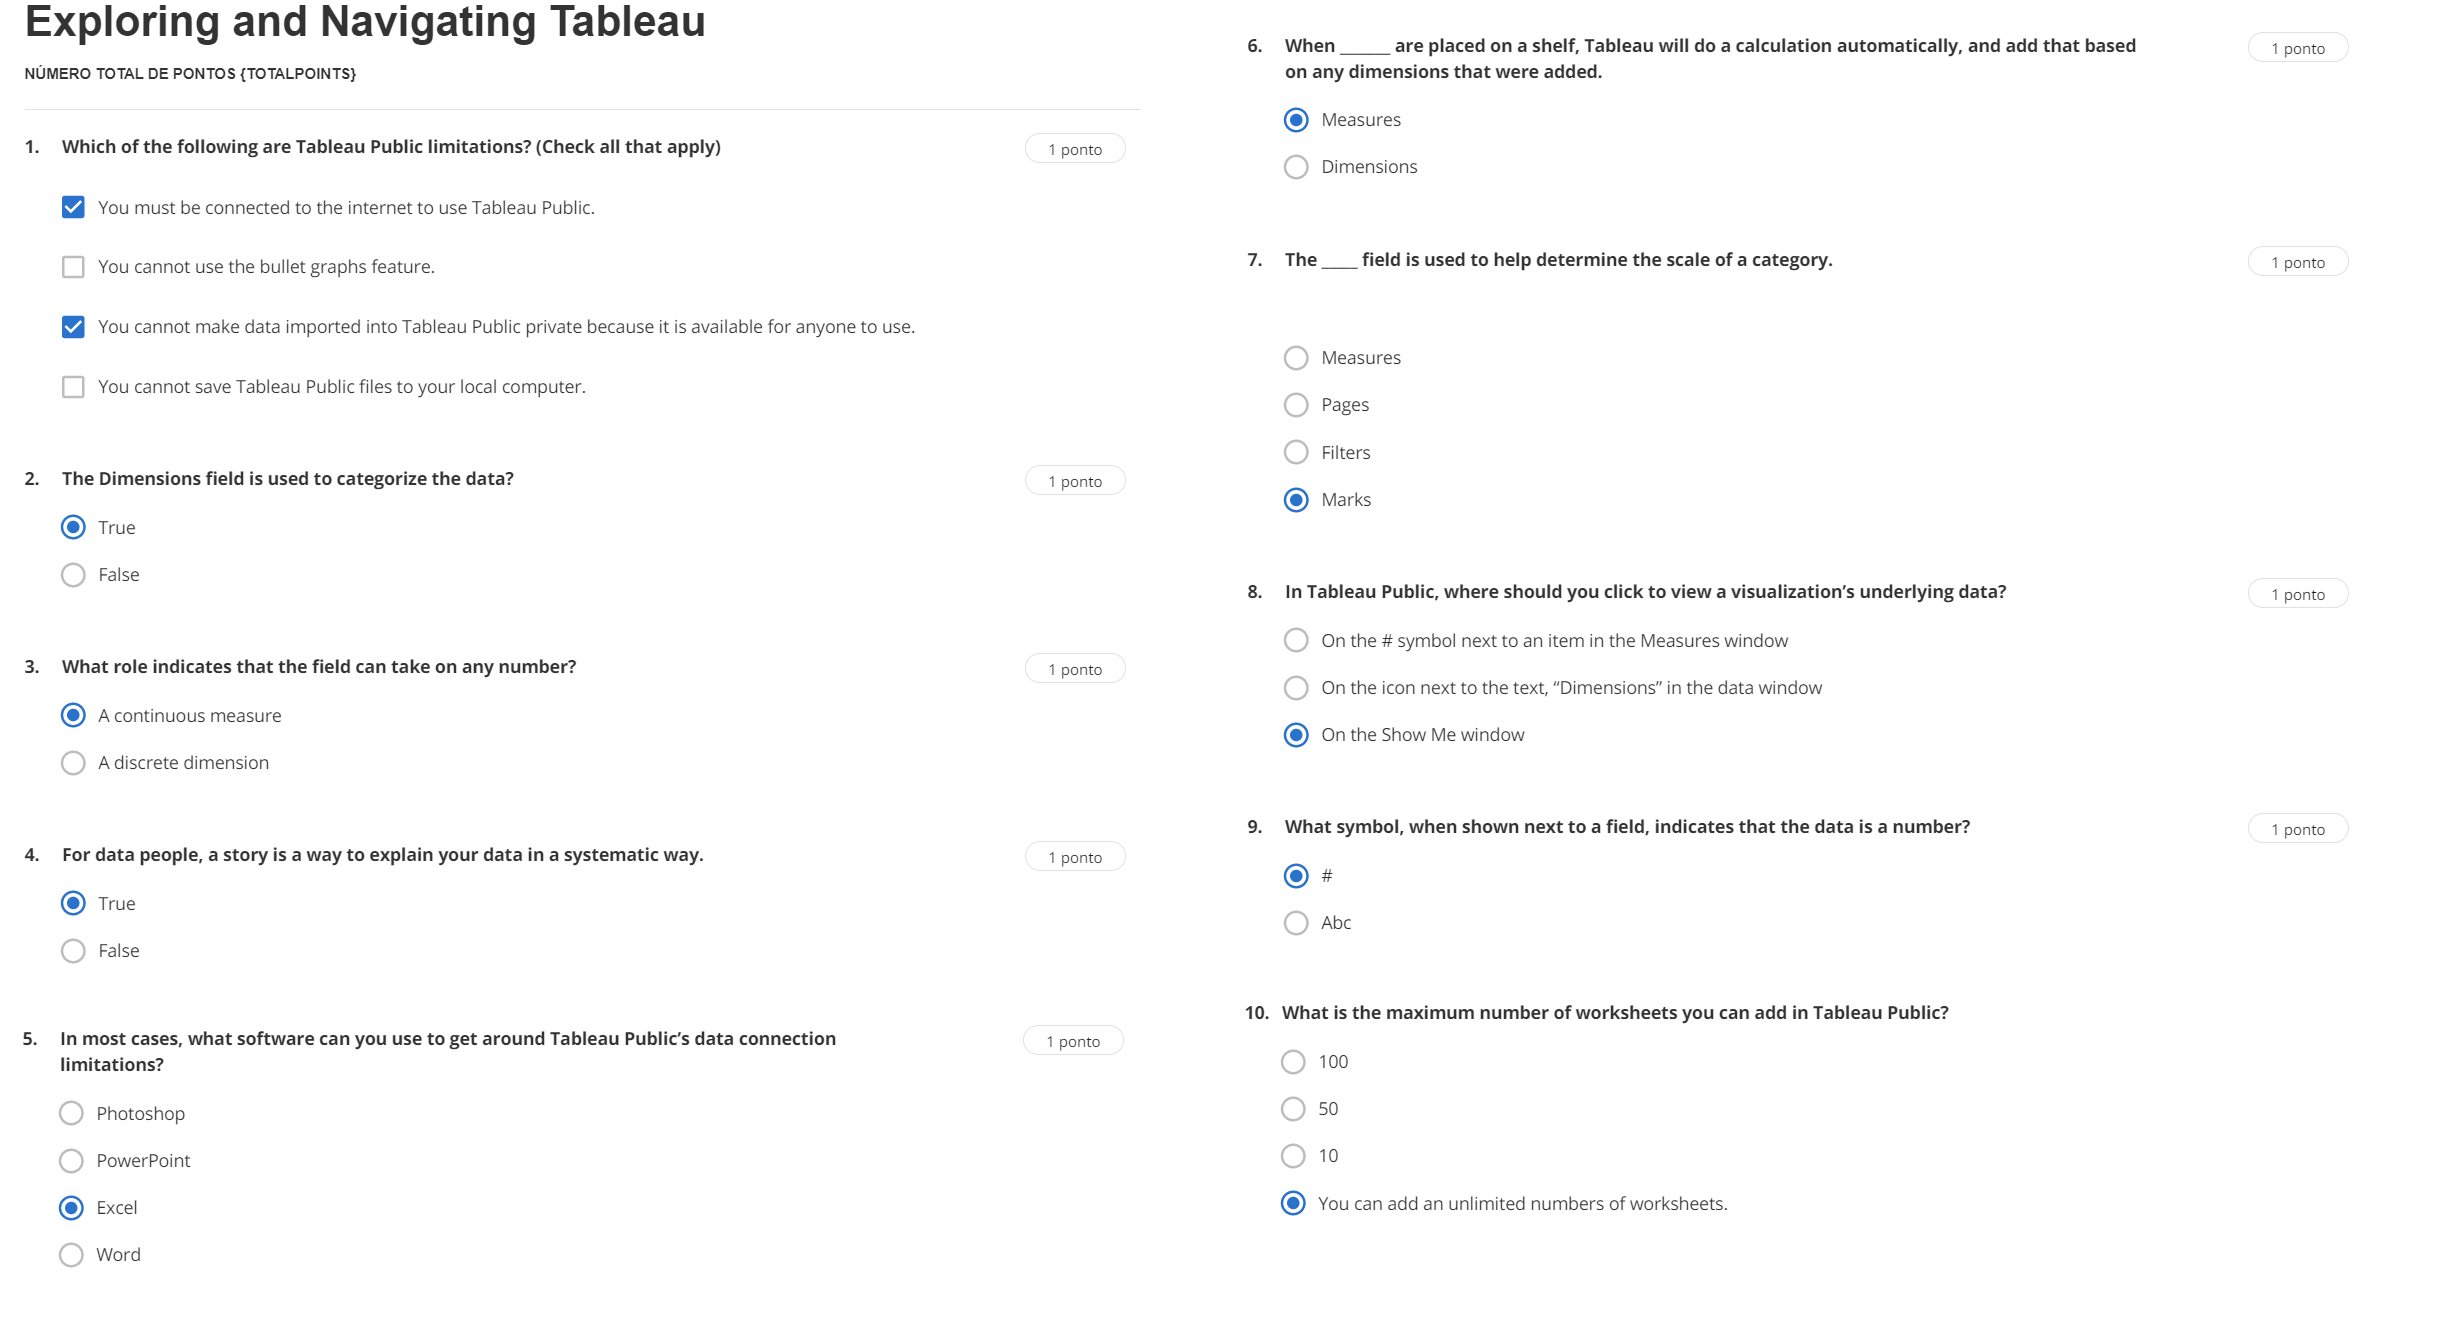 Exploring and Navigating Tableau
NÚMERO TOTAL DE PONTOS {TOTALPOINTS}
1. Which of the following are Tableau Public limitations? (Check all that apply)
1 ponto
You must be connected to the internet to use Tableau Public.
You cannot use the bullet graphs feature.
You cannot make data imported into Tableau Public private because it is available for anyone to use.
You cannot save Tableau Public files to your local computer.
2. The Dimensions field is used to categorize the data?
1 ponto
True
False
3. What role indicates that the field can take on any number?
1 ponto
A continuous measure
A discrete dimension
4. For data people, a story is a way to explain your data in a systematic way.
1 ponto
True
False
5. In most cases, what software can you use to get around Tableau Public’s data connection
limitations?
1 ponto
Photoshop
PowerPoint
Excel
Word
6. When ______ are placed on a shelf, Tableau will do a calculation automatically, and add that based
on any dimensions that were added.
1 ponto
Measures
Dimensions
7. The ____ field is used to help determine the scale of a category.
1 ponto
Measures
Pages
Filters
Marks
8. In Tableau Public, where should you click to view a visualization’s underlying data?
1 ponto
On the # symbol next to an item in the Measures window
On the icon next to the text, “Dimensions” in the data window
On the Show Me window
9. What symbol, when shown next to a field, indicates that the data is a number?
1 ponto
#
Abc
10. What is the maximum number of worksheets you can add in Tableau Public?
100
50
10
You can add an unlimited numbers of worksheets.